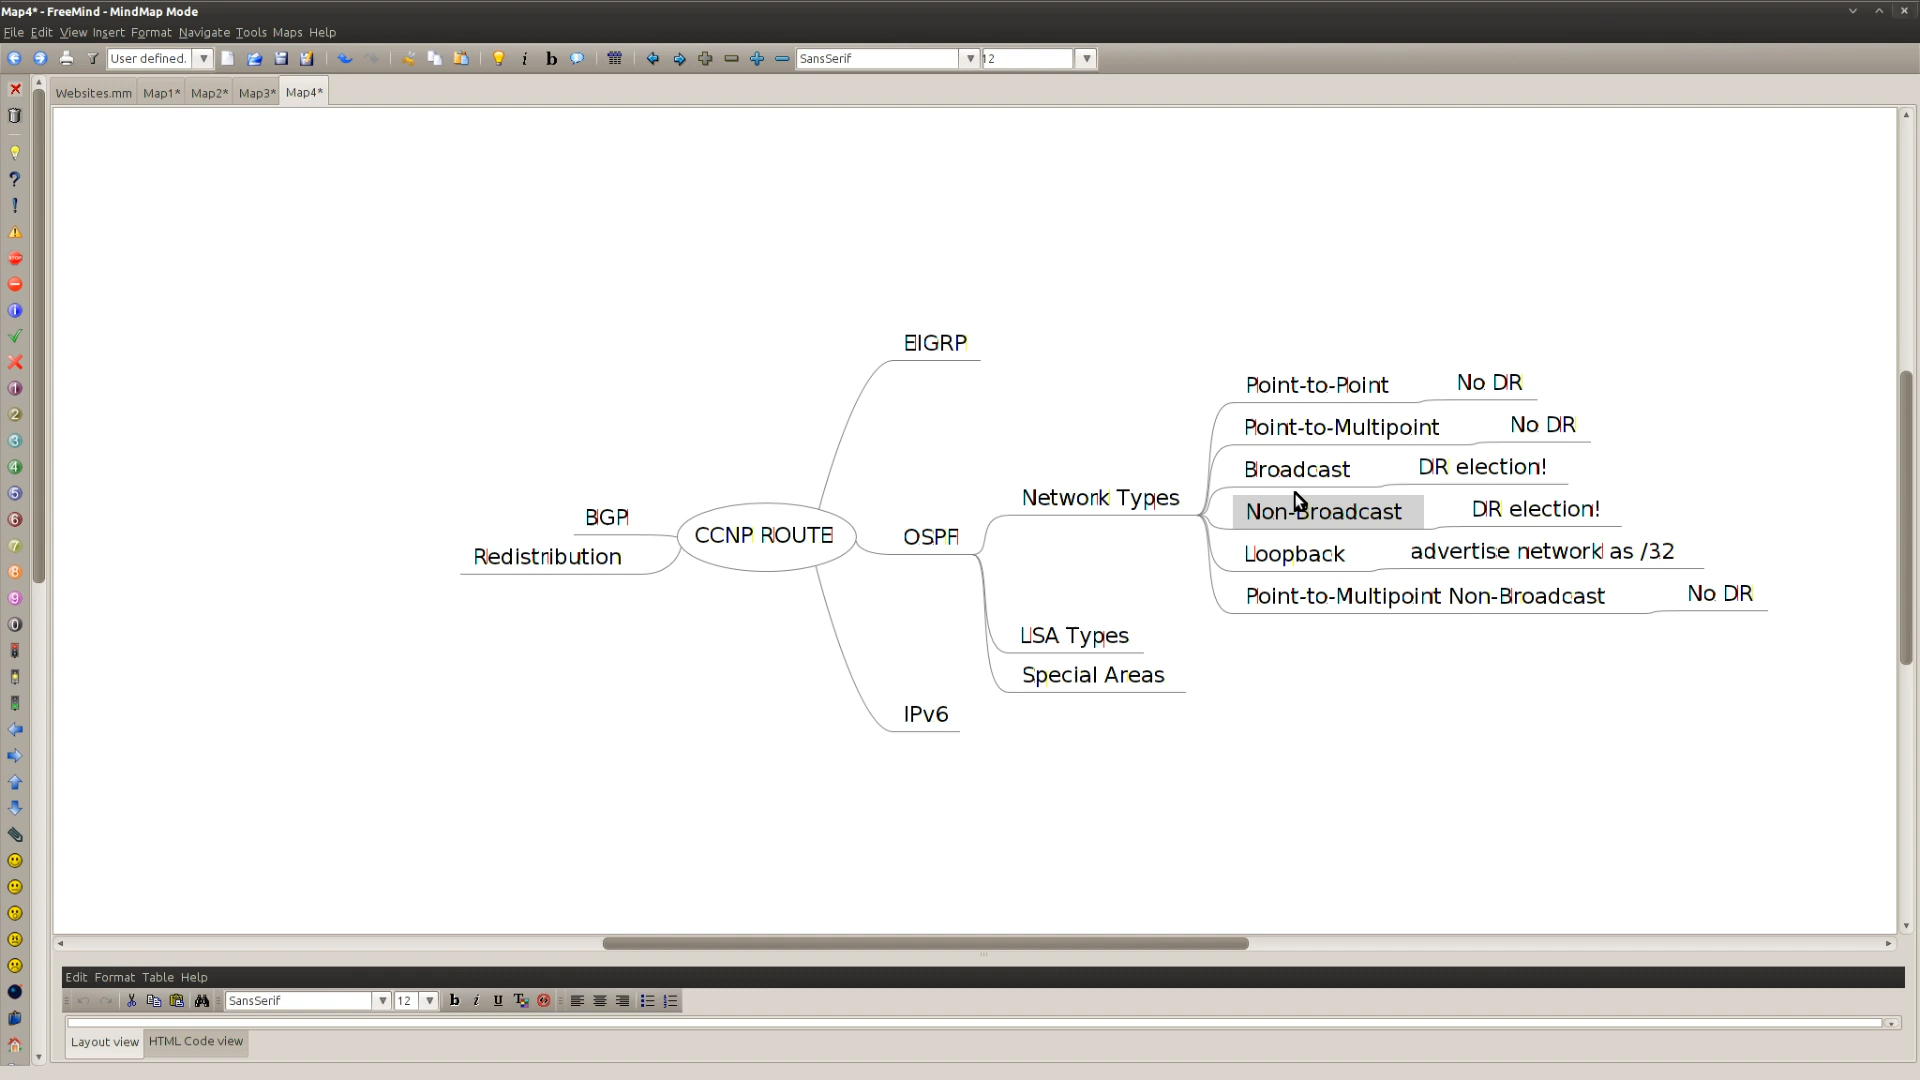 Map4* - FreeMind - MindMap Mode
File Edit View Insert Format Navigate Tools Maps Help
User defined.
i b
SansSerif
12
Websites.mm Map1* Map2* Map3* Map4*
EIGRP
Point-to-Point No DR
Point-to-Multipoint No DR
Broadcast DR election!
Network Types
Non-Broadcast DR election!
BGP
CCNP ROUTE
OSPF
Loopback advertise network as /32
Redistribution
Point-to-Multipoint Non-Broadcast No DR
LSA Types
Special Areas
IPv6
Edit Format Table Help
SansSerif 12 b i U
Layout view HTML Code view